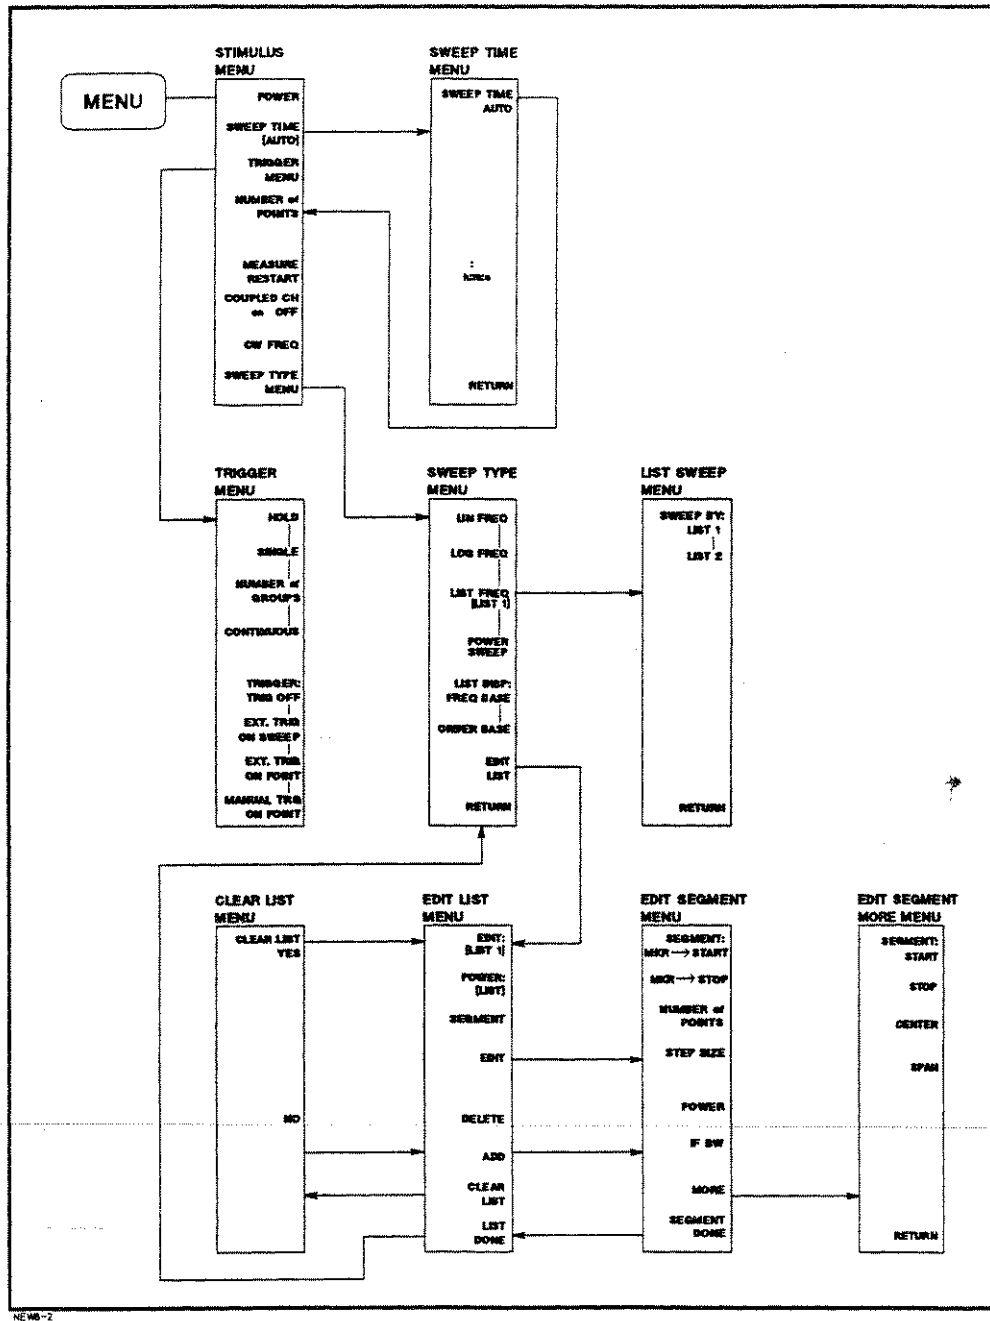 MENU
STIMULUS
MENU
POWER
SWEEP TIME
[AUTO]
TRIGGER
MENU
NUMBER of
POINTS
MEASURE
RESTART
COUPLED CH
on OFF
CW FREQ
SWEEP TYPE
MENU
SWEEP TIME
MENU
SWEEP TIME
AUTO
:
h:m:s
RETURN
TRIGGER
MENU
HOLD
SINGLE
NUMBER of
GROUPS
CONTINUOUS
TRIGGER:
TRIG OFF
EXT. TRIG
ON SWEEP
EXT. TRIG
ON POINT
MANUAL TRG
ON POINT
SWEEP TYPE
MENU
LIN FREQ
LOG FREQ
LIST FREQ
[LIST 1]
POWER
SWEEP
LIST DISP:
FREQ BASE
ORDER BASE
EDIT
LIST
RETURN
LIST SWEEP
MENU
SWEEP BY:
LIST 1
LIST 2
RETURN
CLEAR LIST
MENU
CLEAR LIST
YES
NO
EDIT LIST
MENU
EDIT:
[LIST 1]
POWER:
[LIST]
SEGMENT
EDIT
DELETE
ADD
CLEAR
LIST
LIST
DONE
EDIT SEGMENT
MENU
SEGMENT:
MKR→START
MKR→STOP
NUMBER of
POINTS
STEP SIZE
POWER
IF BW
MORE
SEGMENT
DONE
EDIT SEGMENT
MORE MENU
SEGMENT:
START
STOP
CENTER
SPAN
RETURN